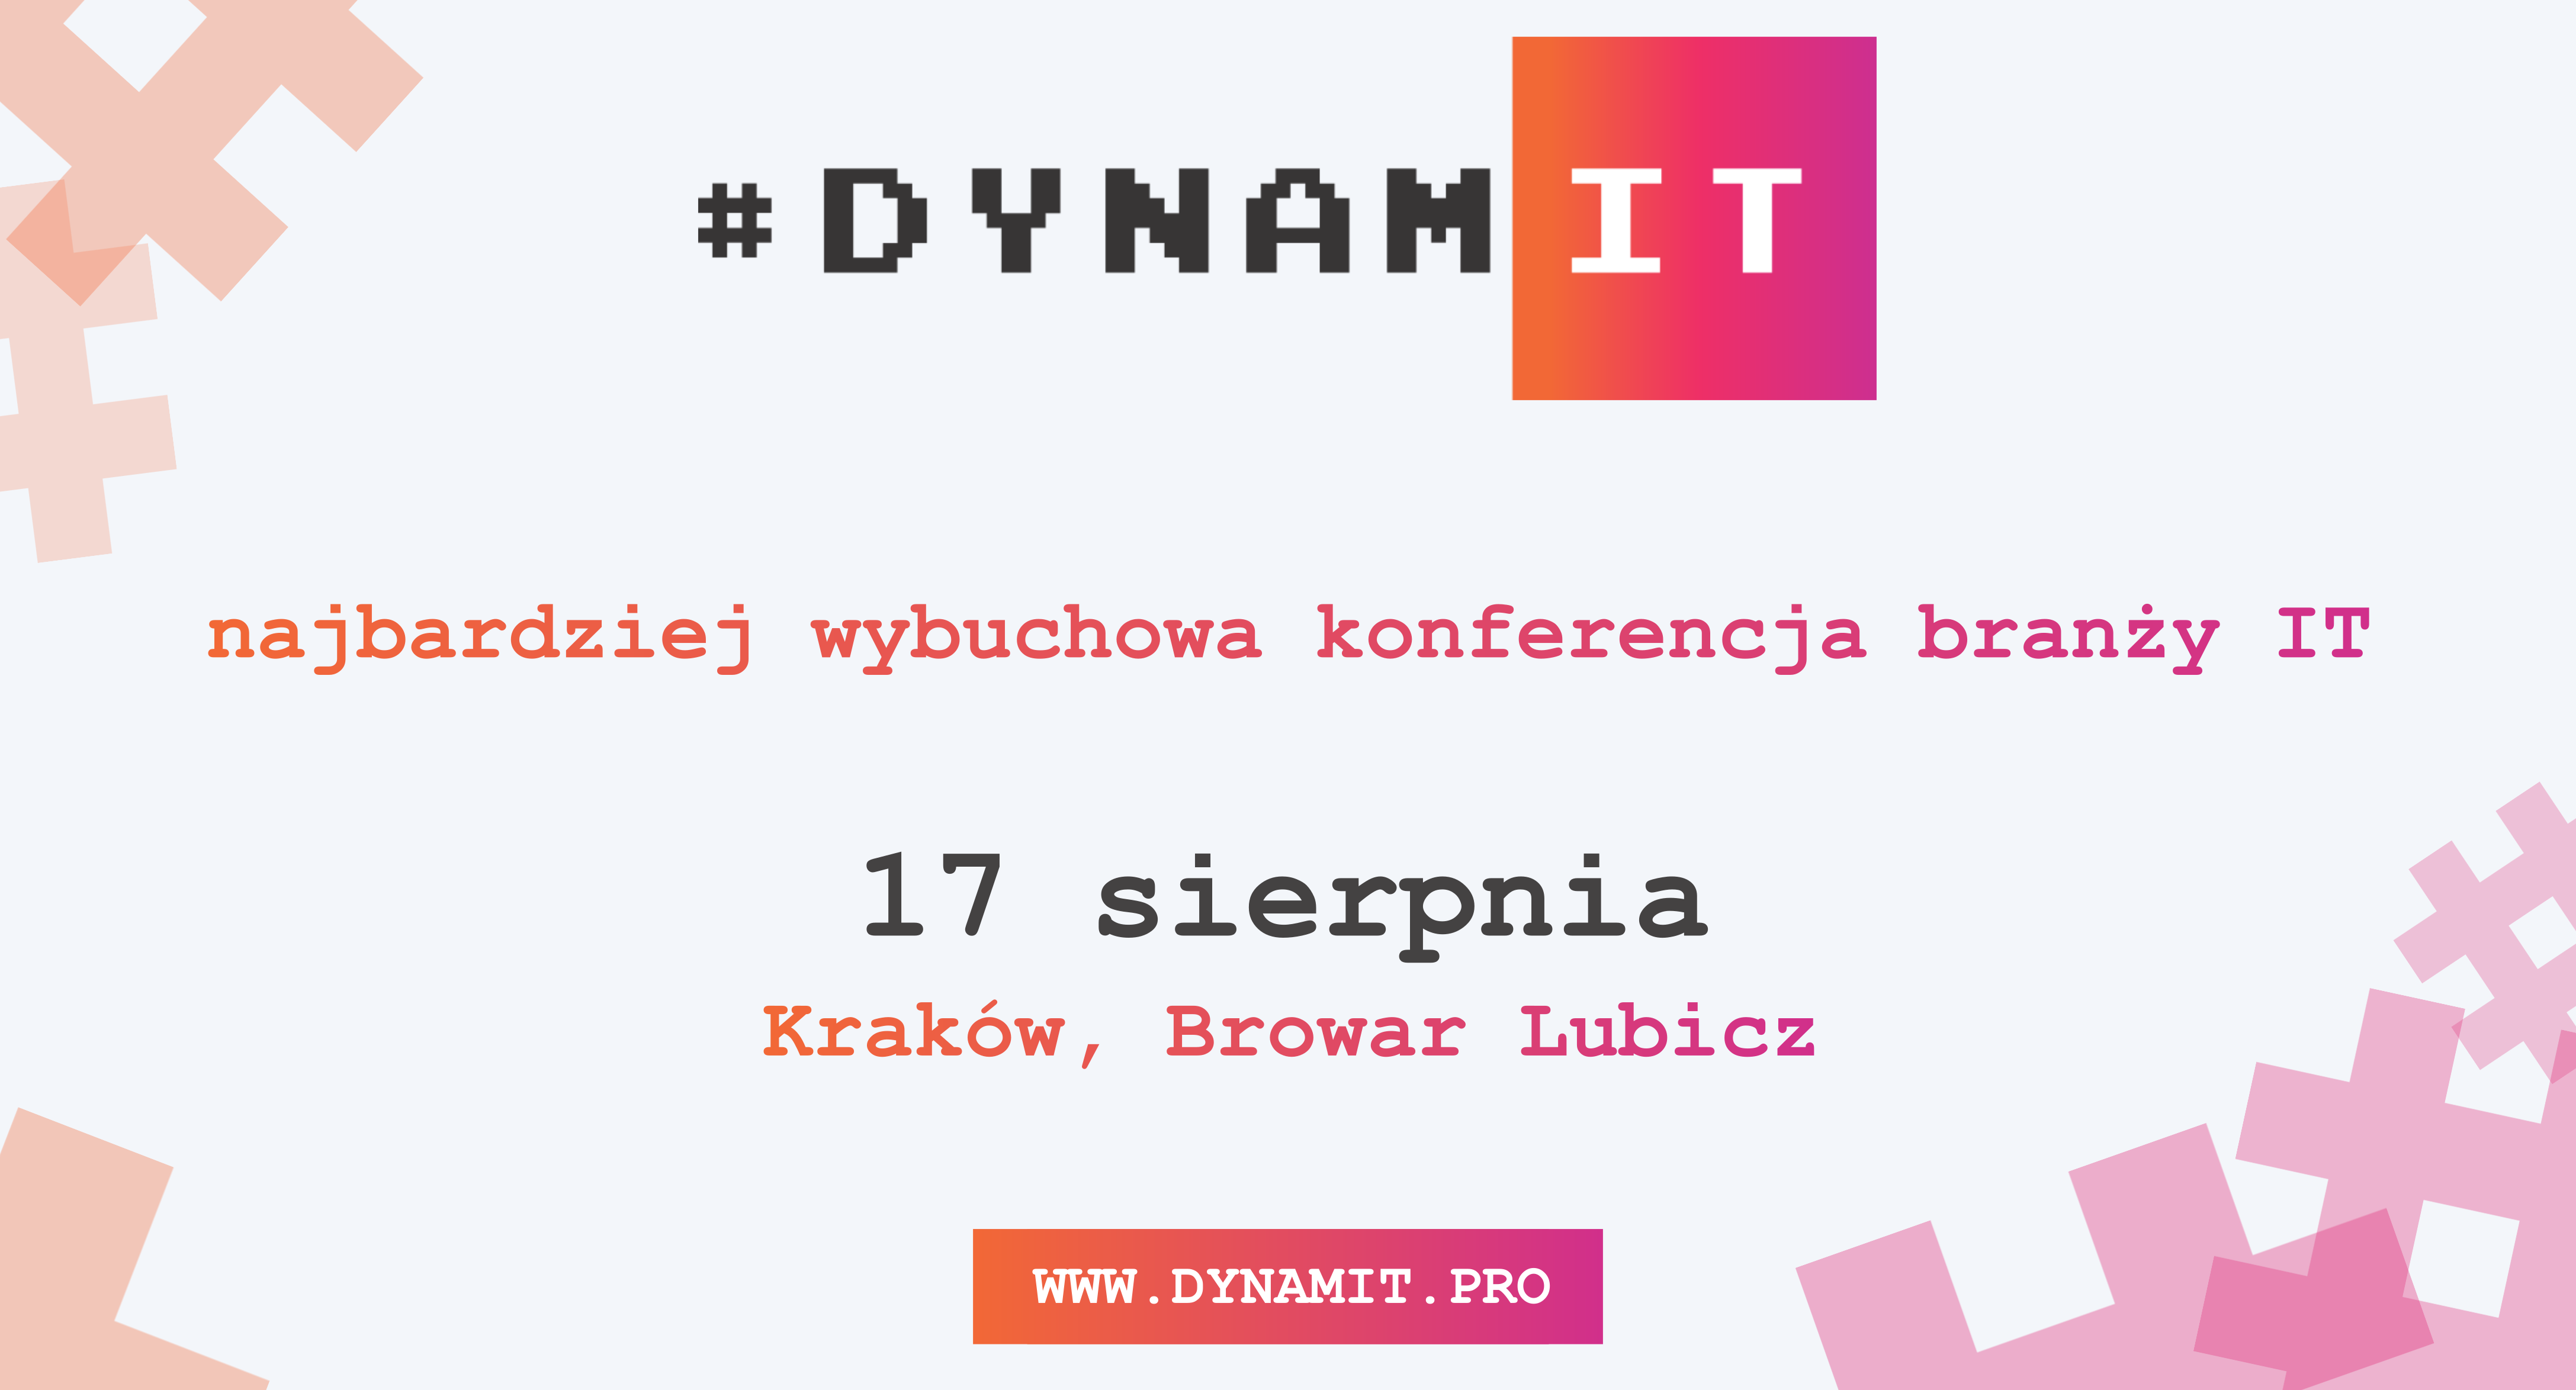 #DYNAMIT
najbardziej wybuchowa konferencja branży IT
17 sierpnia
Kraków, Browar Lubicz
WWW.DYNAMIT.PRO